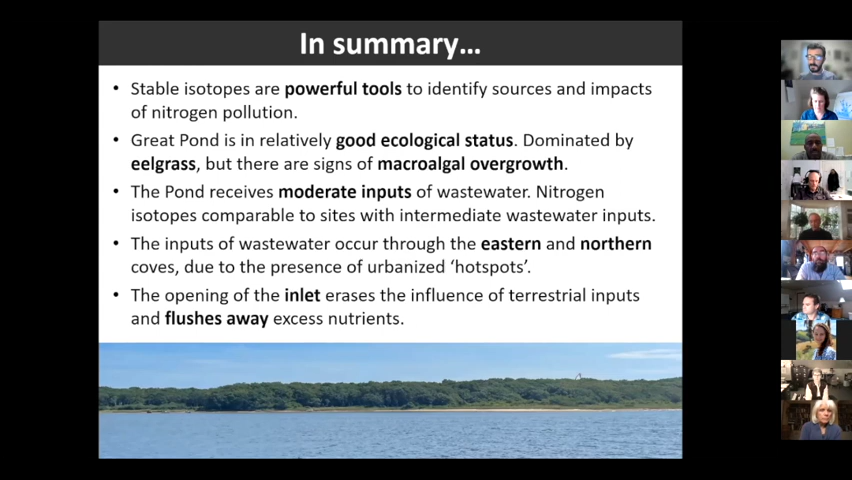 In summary…
• Stable isotopes are powerful tools to identify sources and impacts
of nitrogen pollution.
• Great Pond is in relatively good ecological status. Dominated by
eelgrass, but there are signs of macroalgal overgrowth.
• The Pond receives moderate inputs of wastewater. Nitrogen
isotopes comparable to sites with intermediate wastewater inputs.
• The inputs of wastewater occur through the eastern and northern
coves, due to the presence of urbanized ‘hotspots’.
• The opening of the inlet erases the influence of terrestrial inputs
and flushes away excess nutrients.